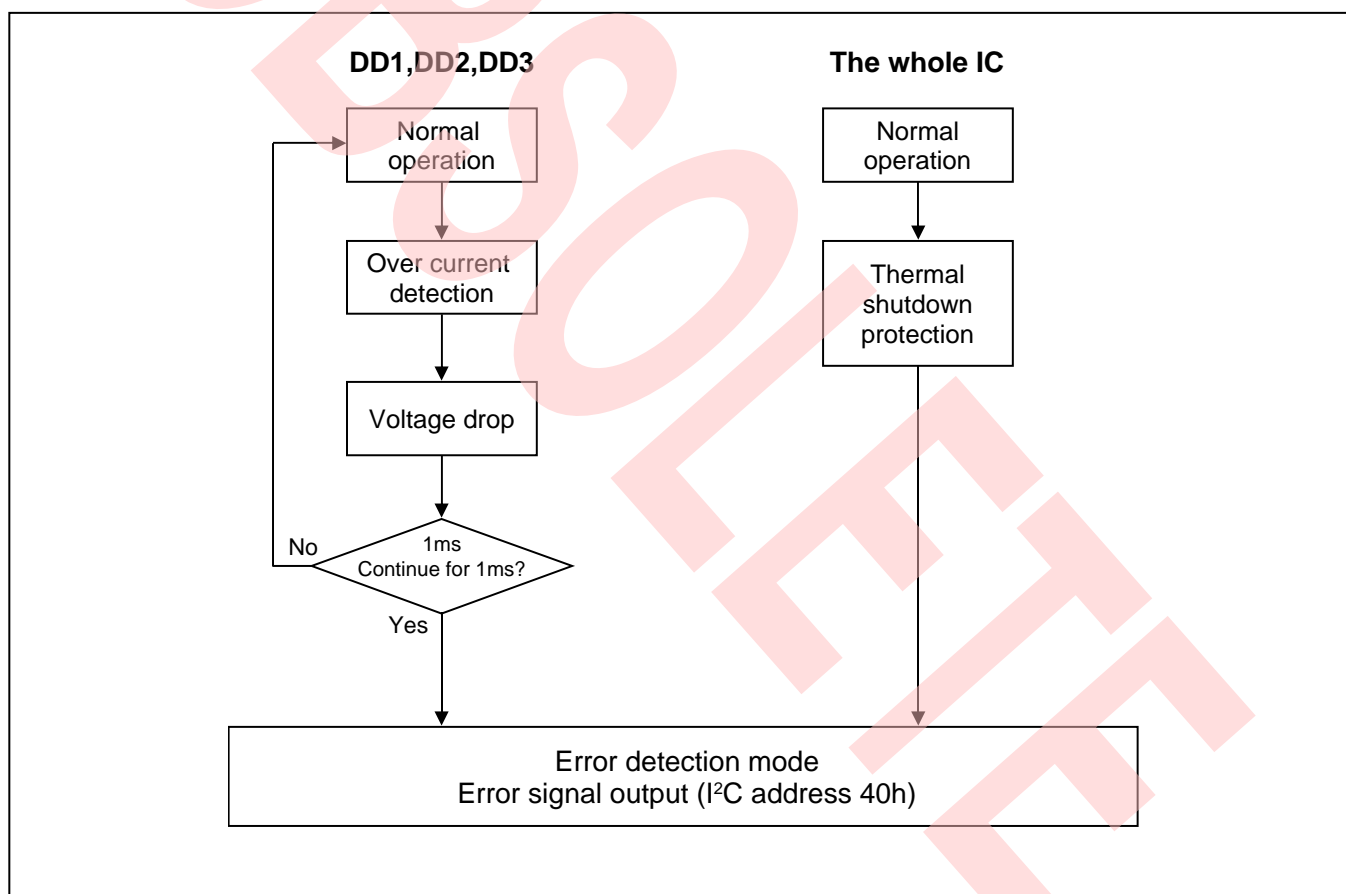 DD1,DD2,DD3
Normal
operation
Over current
detection
Voltage drop
1ms
Continue for 1ms?
No
Yes
The whole IC
Normal
operation
Thermal
shutdown
protection
Error detection mode
Error signal output (I²C address 40h)
BSOLETE